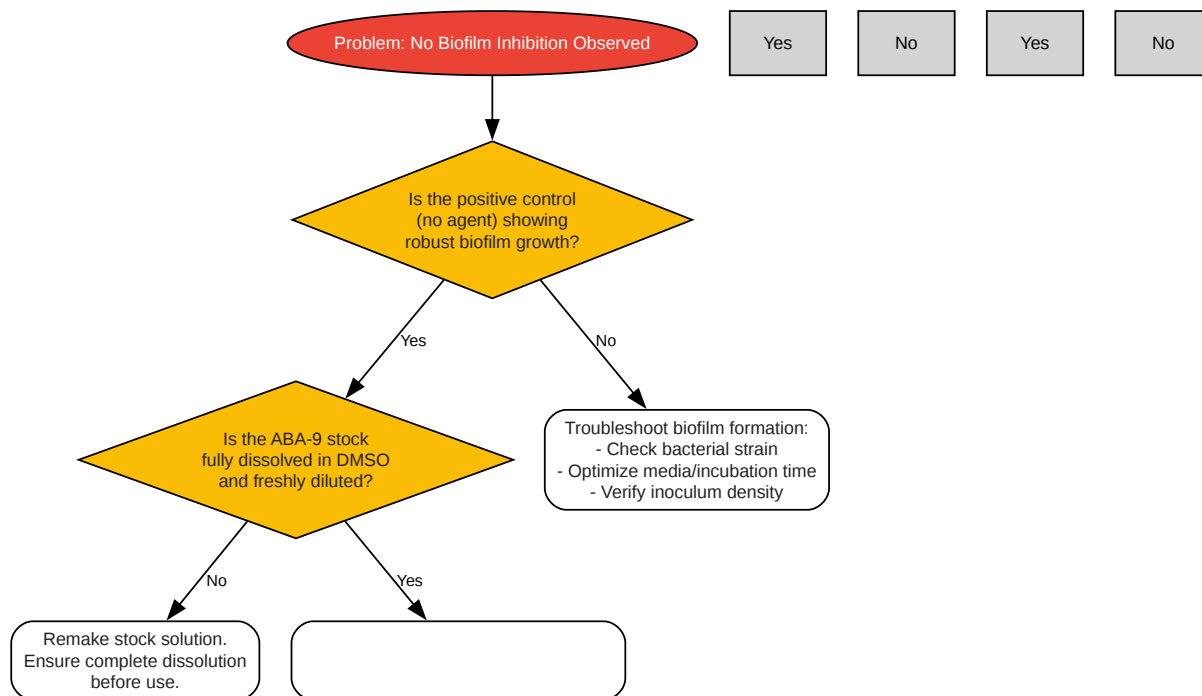 Problem: No Biofilm Inhibition Observed
Yes
No
Yes
No
Is the positive control
(no agent) showing
robust biofilm growth?
Yes
No
Is the ABA-9 stock
fully dissolved in DMSO
and freshly diluted?
Troubleshoot biofilm formation:
- Check bacterial strain
- Optimize media/incubation time
- Verify inoculum density
No
Yes
Remake stock solution.
Ensure complete dissolution
before use.